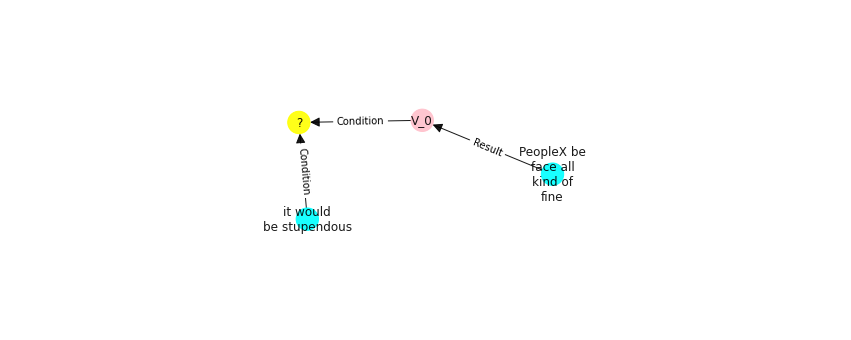 ?
Condition
V_0
Result
PeopleX be
face all
kind of
fine
Condition
it would
be stupendous